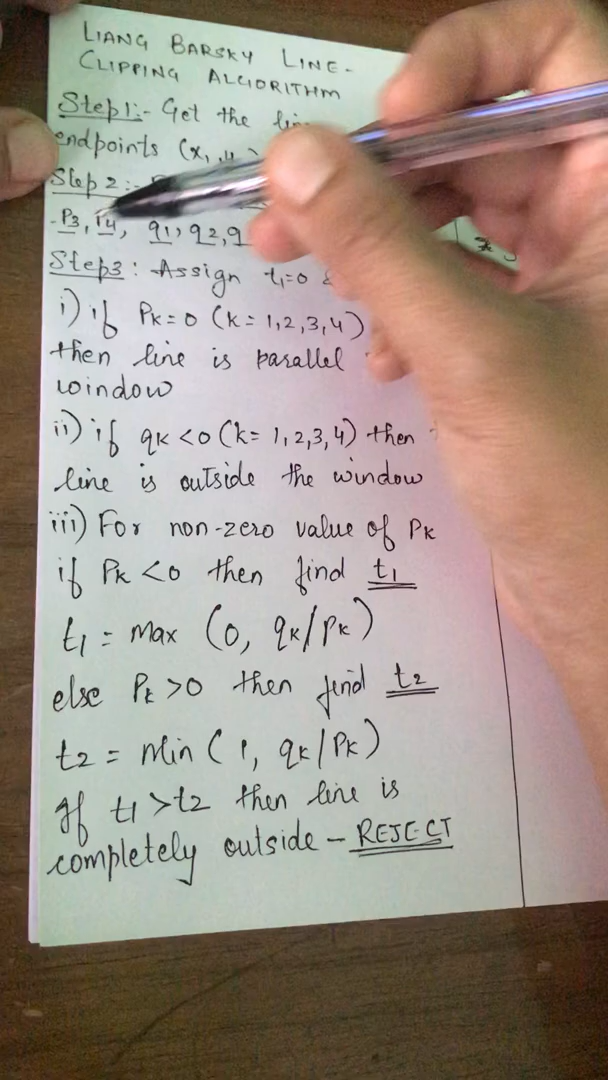 LIANG BARSKY LINE-
CLIPPING ALGORITHM
Step1:- Get the
endpoints (x1,
Step 2:-
P3, P4, q1, q2, q
Step3: Assign t1=0
i) if Pk=0 (k=1,2,3,4)
then line is parallel
window
ii) if qk<0 (k= 1,2,3,4) then
line is outside the window
iii) For non-zero value of Pk
if Pk<0 then find t1
t1 = Max (0, qk/pk)
else Pk>0 then find t2
t2 = Min (1, qk/Pk)
If t1>t2 then line is
completely outside - REJECT